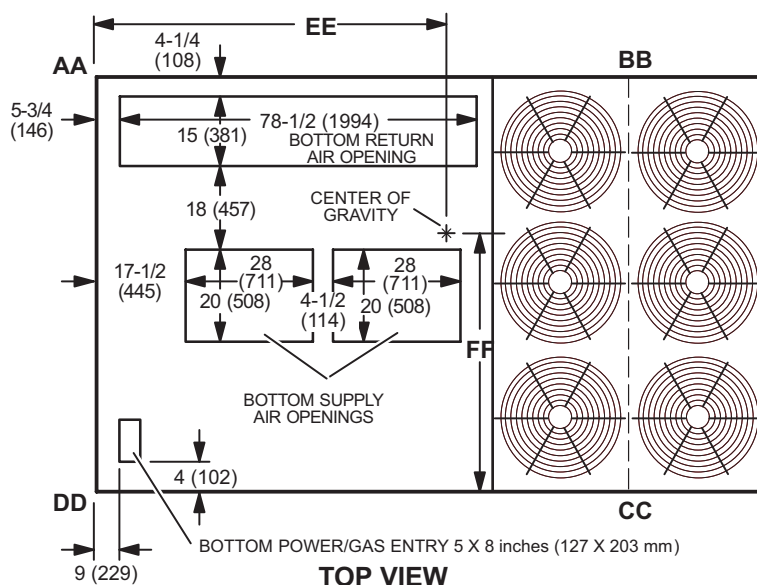 EE
4-1/4
(108)
AA
BB
5-3/4
(146)
78-1/2 (1994)
15 (381)
BOTTOM RETURN
AIR OPENING
18 (457)
CENTER OF
GRAVITY
17-1/2
(445)
28
(711)
20 (508)
4-1/2
(114)
28
(711)
20 (508)
FF
BOTTOM SUPPLY
AIR OPENINGS
4 (102)
DD
CC
BOTTOM POWER/GAS ENTRY 5 X 8 inches (127 X 203 mm)
9 (229)
TOP VIEW